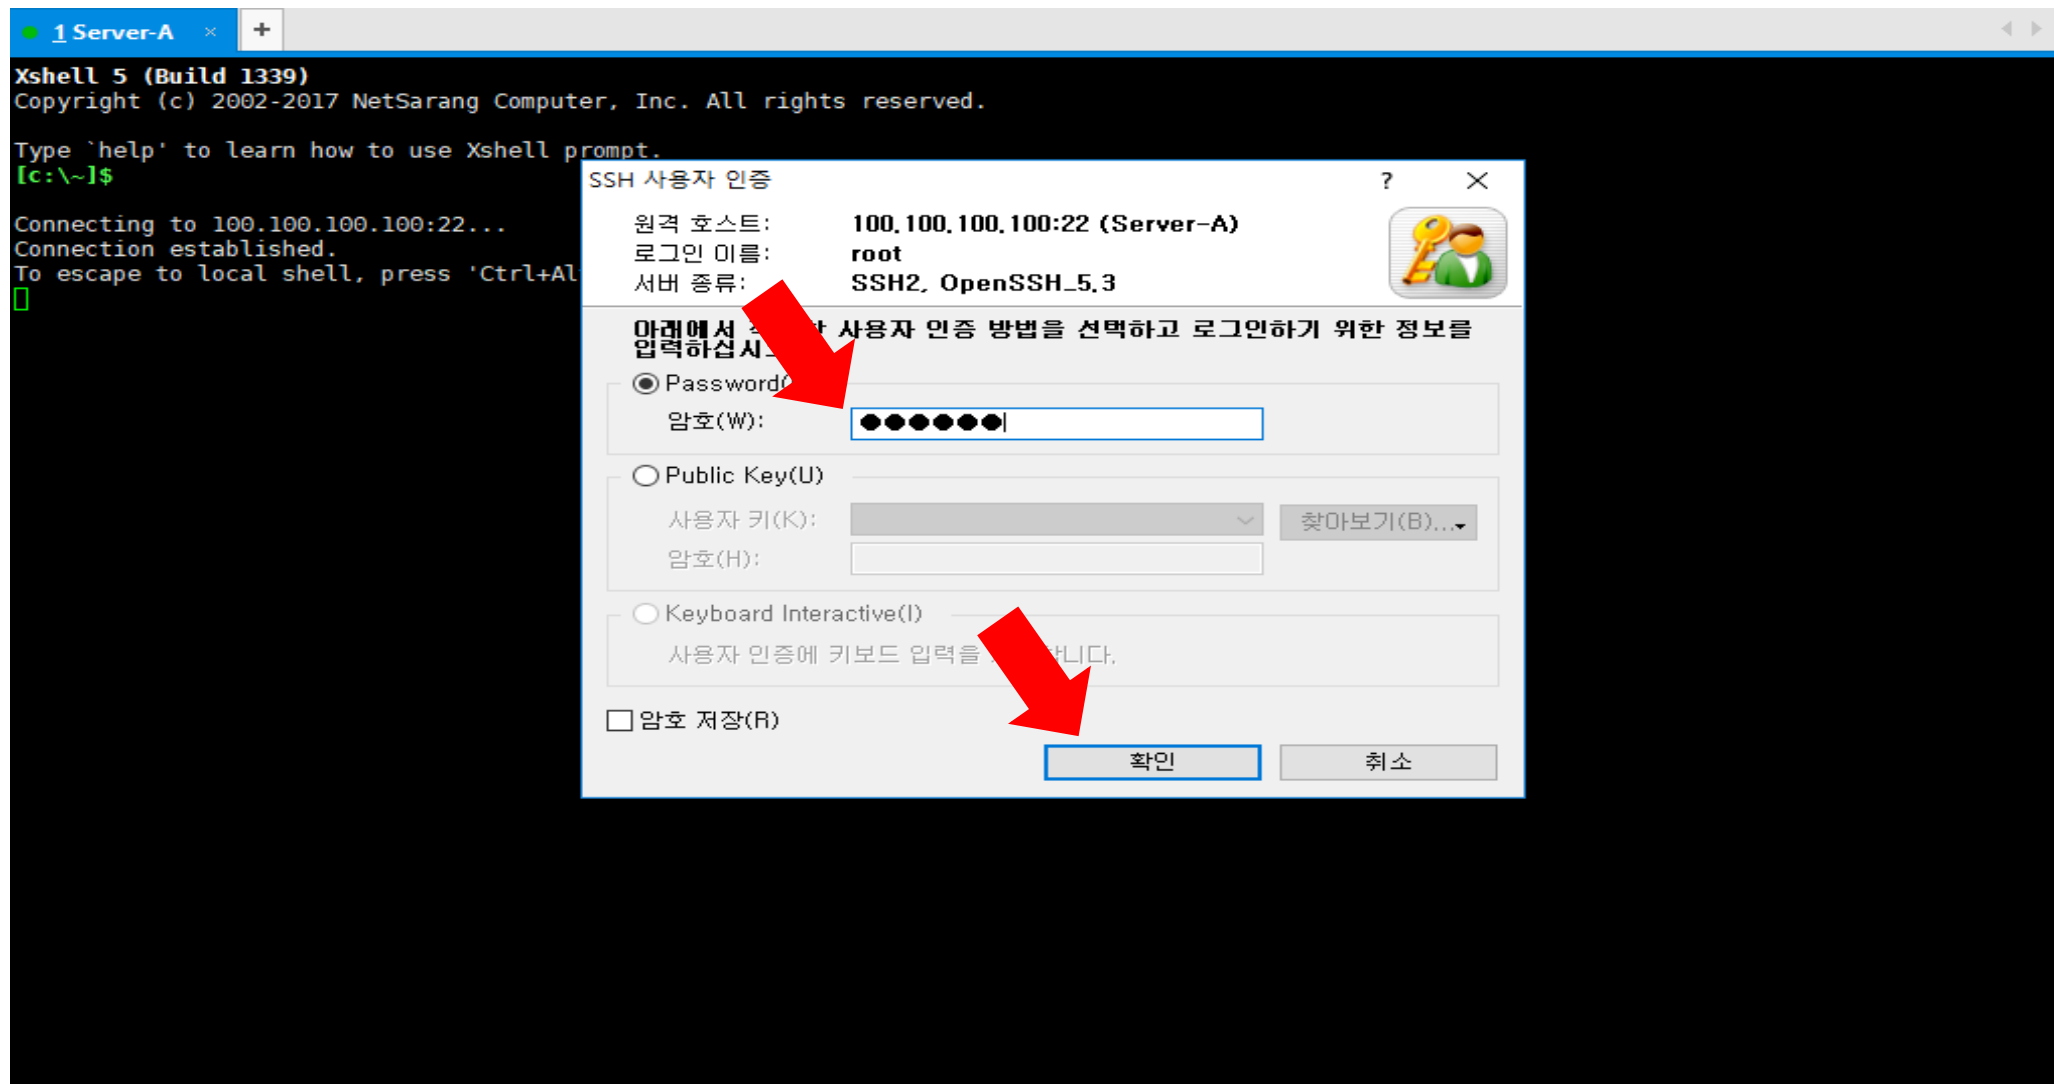 1 Server-A × +
Xshell 5 (Build 1339)
Copyright (c) 2002-2017 NetSarang Computer, Inc. All rights reserved.
Type `help' to learn how to use Xshell prompt.
[c:\~]$
Connecting to 100.100.100.100:22...
Connection established.
To escape to local shell, press 'Ctrl+Al
SSH 사용자 인증
?
원격 호스트: 100.100.100.100:22 (Server-A)
로그인 이름: root
서버 종류: SSH2, OpenSSH_5.3
아래에서 사용자 인증 방법을 선택하고 로그인하기 위한 정보를
입력하십시
Password(
암호(W): ●●●●●●
Public Key(U)
사용자 키(K):
찾아보기(B)...
암호(H):
Keyboard Interactive(I)
사용자 인증에 키보드 입력을 니다.
암호 저장(R)
확인
취소